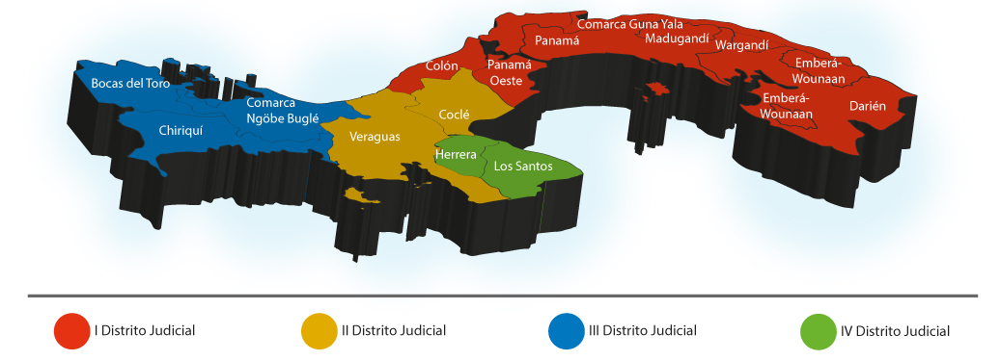 Comarca Guna Yala
Panamá
Madugandí
Wargandí
Colón
Panamá
Oeste
Emberá-
Wounaan
Bocas del Toro
Comarca
Ngöbe Buglé
Emberá-
Wounaan
Darién
Chiriquí
Coclé
Veraguas
Herrera
Los Santos
I Distrito Judicial
II Distrito Judicial
III Distrito Judicial
IV Distrito Judicial